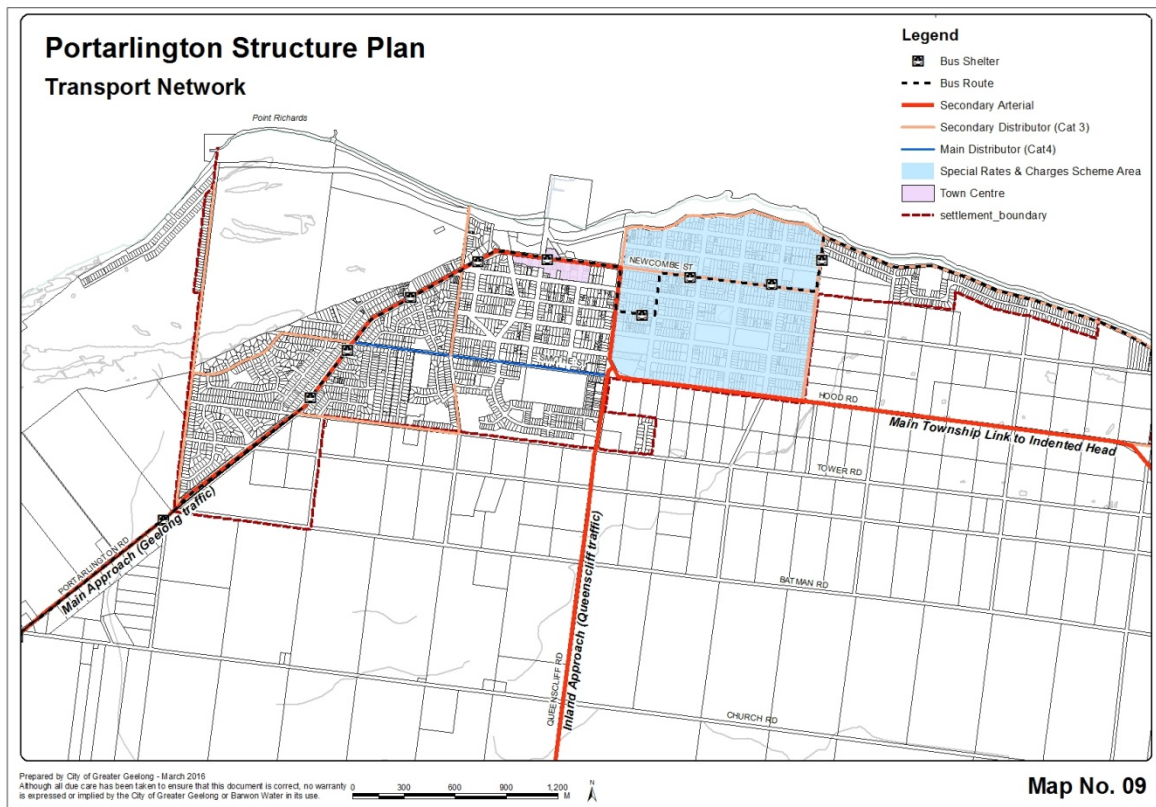 Portarlington Structure Plan
Transport Network
Legend
Bus Shelter
Bus Route
Secondary Arterial
Secondary Distributor (Cat 3)
Main Distributor (Cat4)
Special Rates & Charges Scheme Area
Town Centre
settlement_boundary
Point Richards
NEWCOMBE ST
SMYTHE ST
HOOD RD
Main Township Link to Indented Head
TOWER RD
PORTARLINGTON RD
Main Approach (Geelong traffic)
BATMAN RD
QUEENSCLIFF RD
Inland Approach (Queenscliff traffic)
CHURCH RD
Prepared by City of Greater Geelong - March 2016
Although all due care has been taken to ensure that this document is correct, no warranty
is expressed or implied by the City of Greater Geelong or Barwon Water in its use.
0 300 600 900 1,200
M
N
Map No. 09